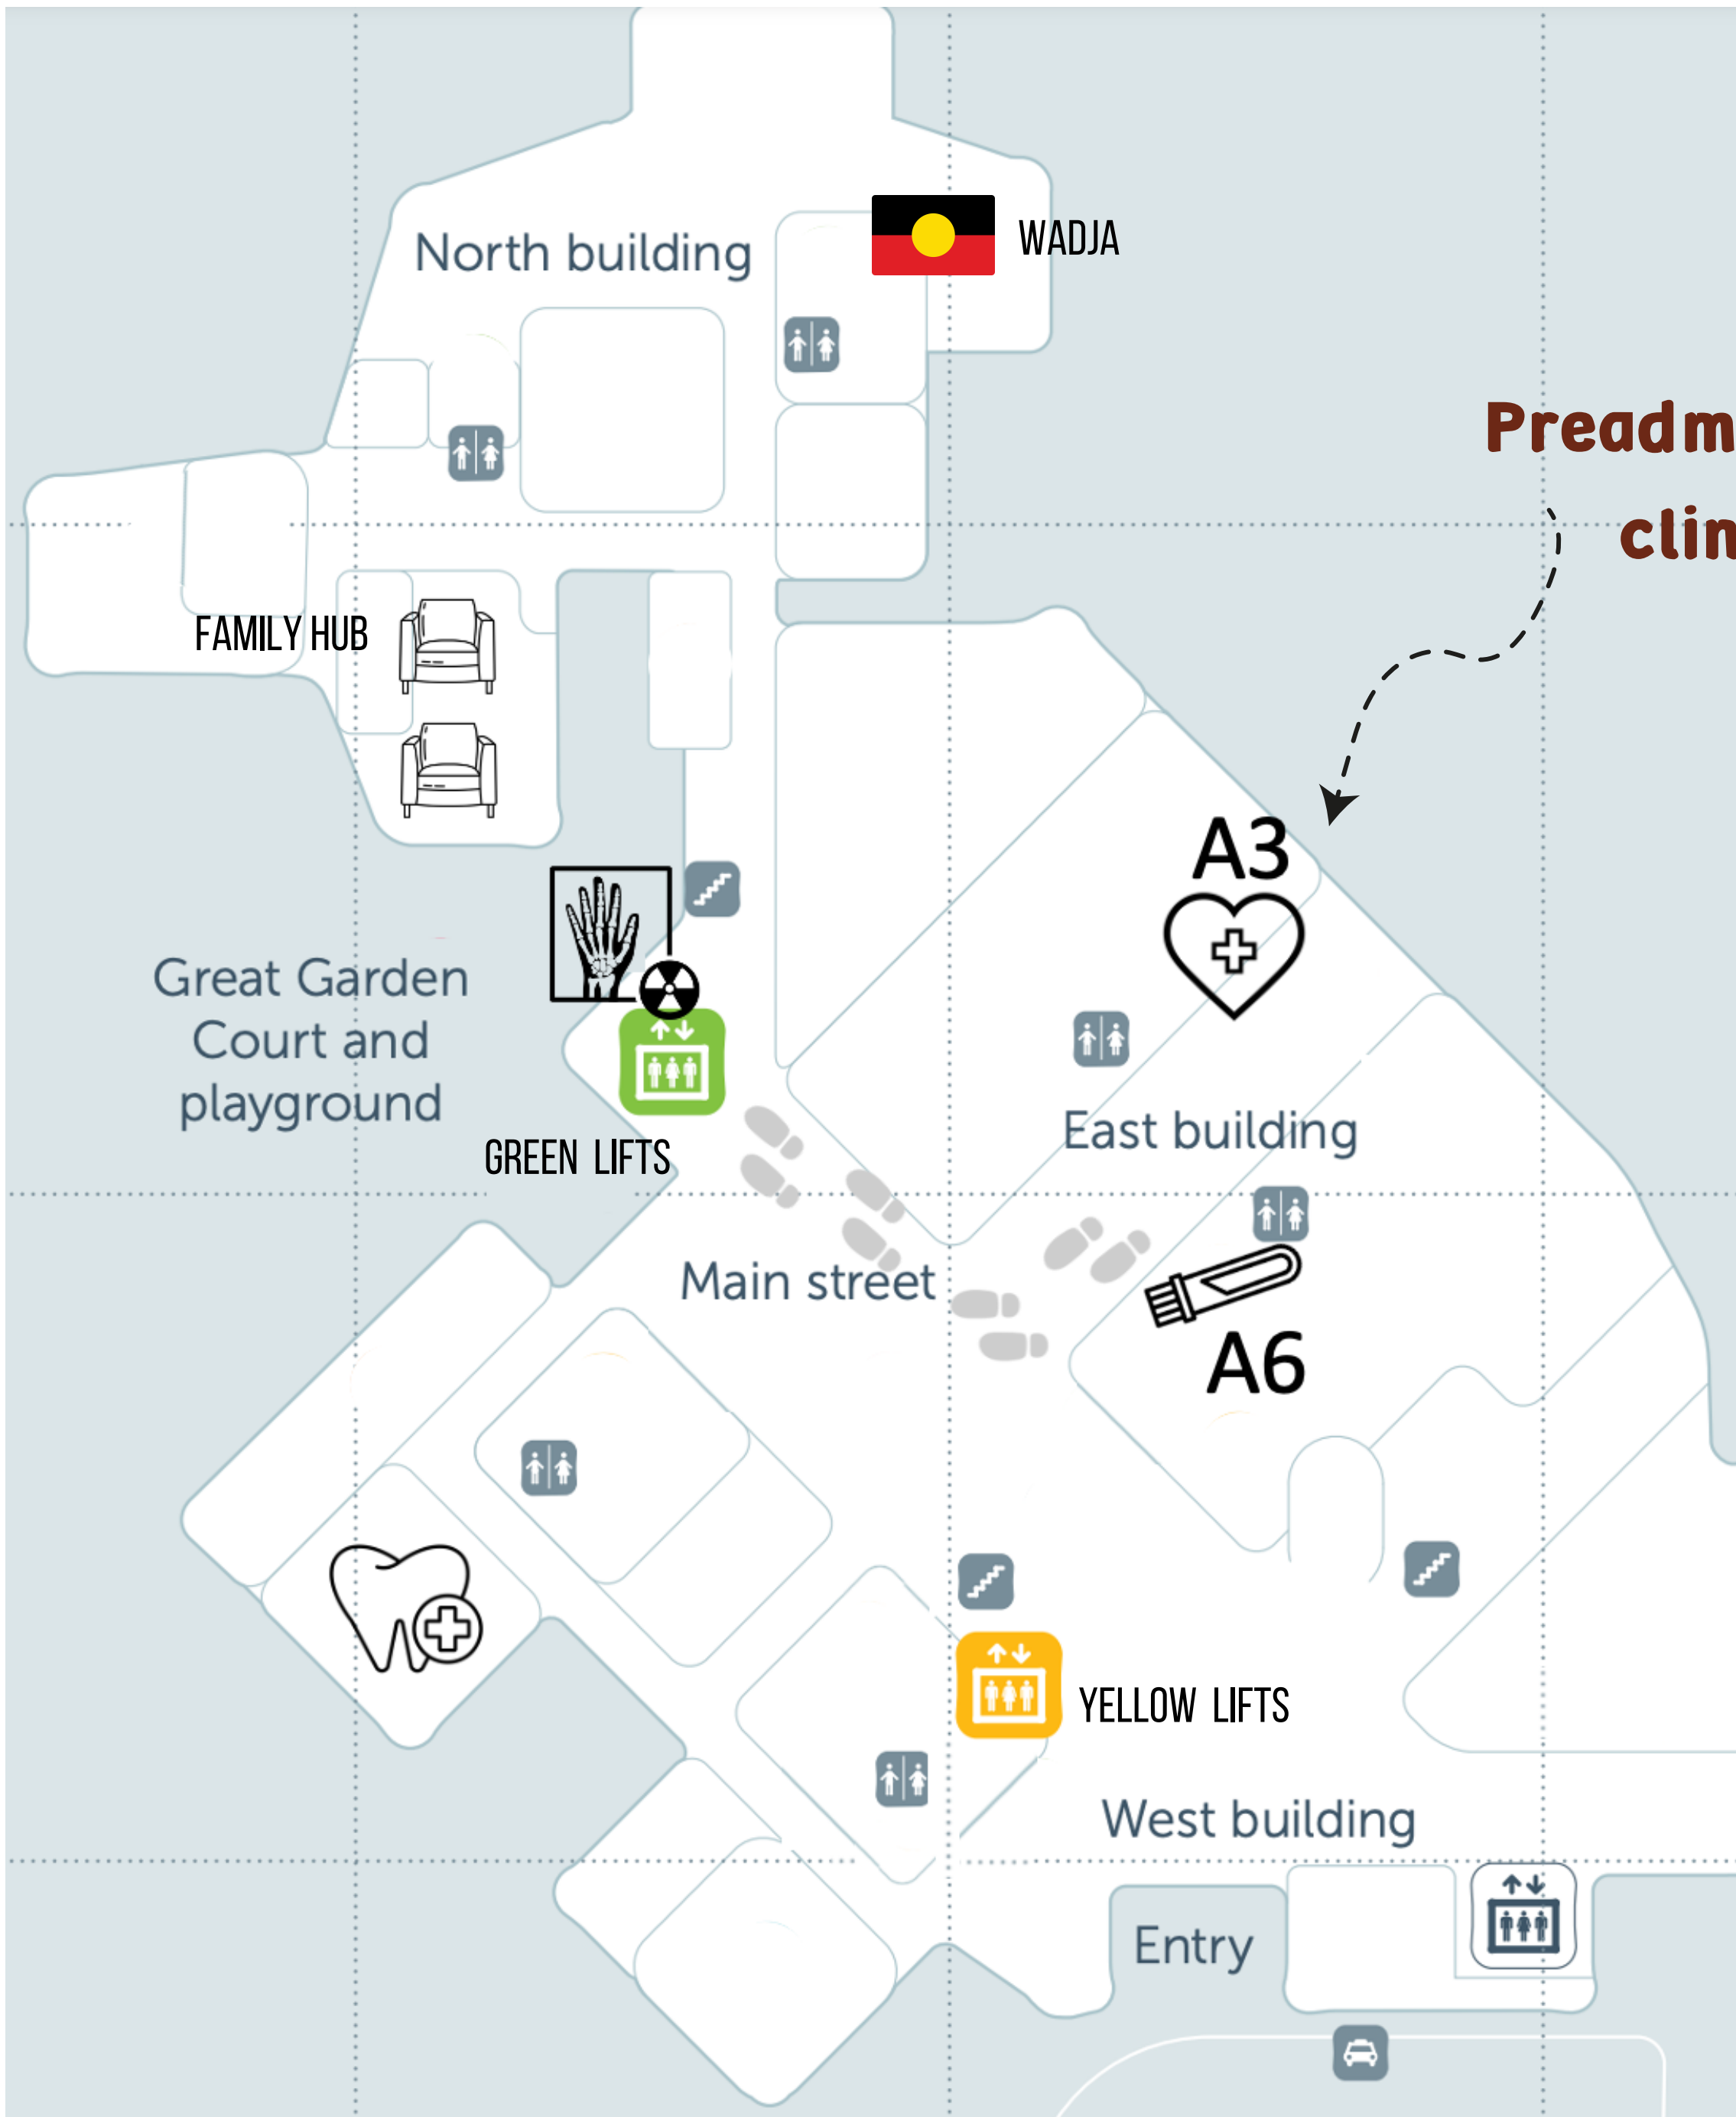 North building
WADJA
Preadm
clin
FAMILY HUB
A3
Great Garden
Court and
playground
East building
GREEN LIFTS
Main street
A6
YELLOW LIFTS
West building
Entry